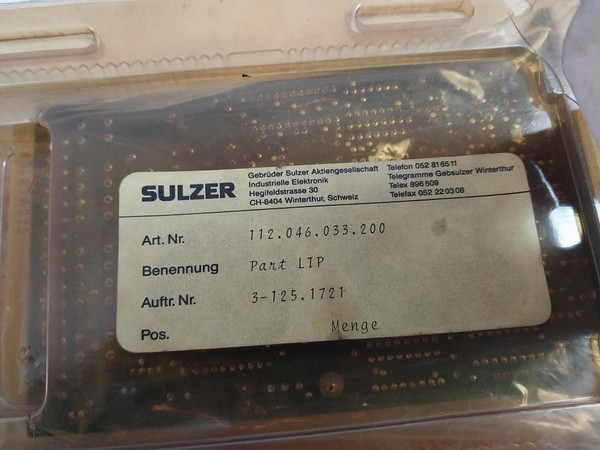 SULZER
Gebrüder Sulzer Aktiengesellschaft
Industrielle Elektronik
Hegifeldstrasse 30
CH-8404 Winterthur, Schweiz
Telefon 052 81 65 11
Telegramme Gebsulzer Winterthur
Telex 896 509
Telefax 052 22 03 08
Art. Nr. 112.046.033.200
Benennung Part LIP
Auftr. Nr. 3-125.1721
Pos. Menge